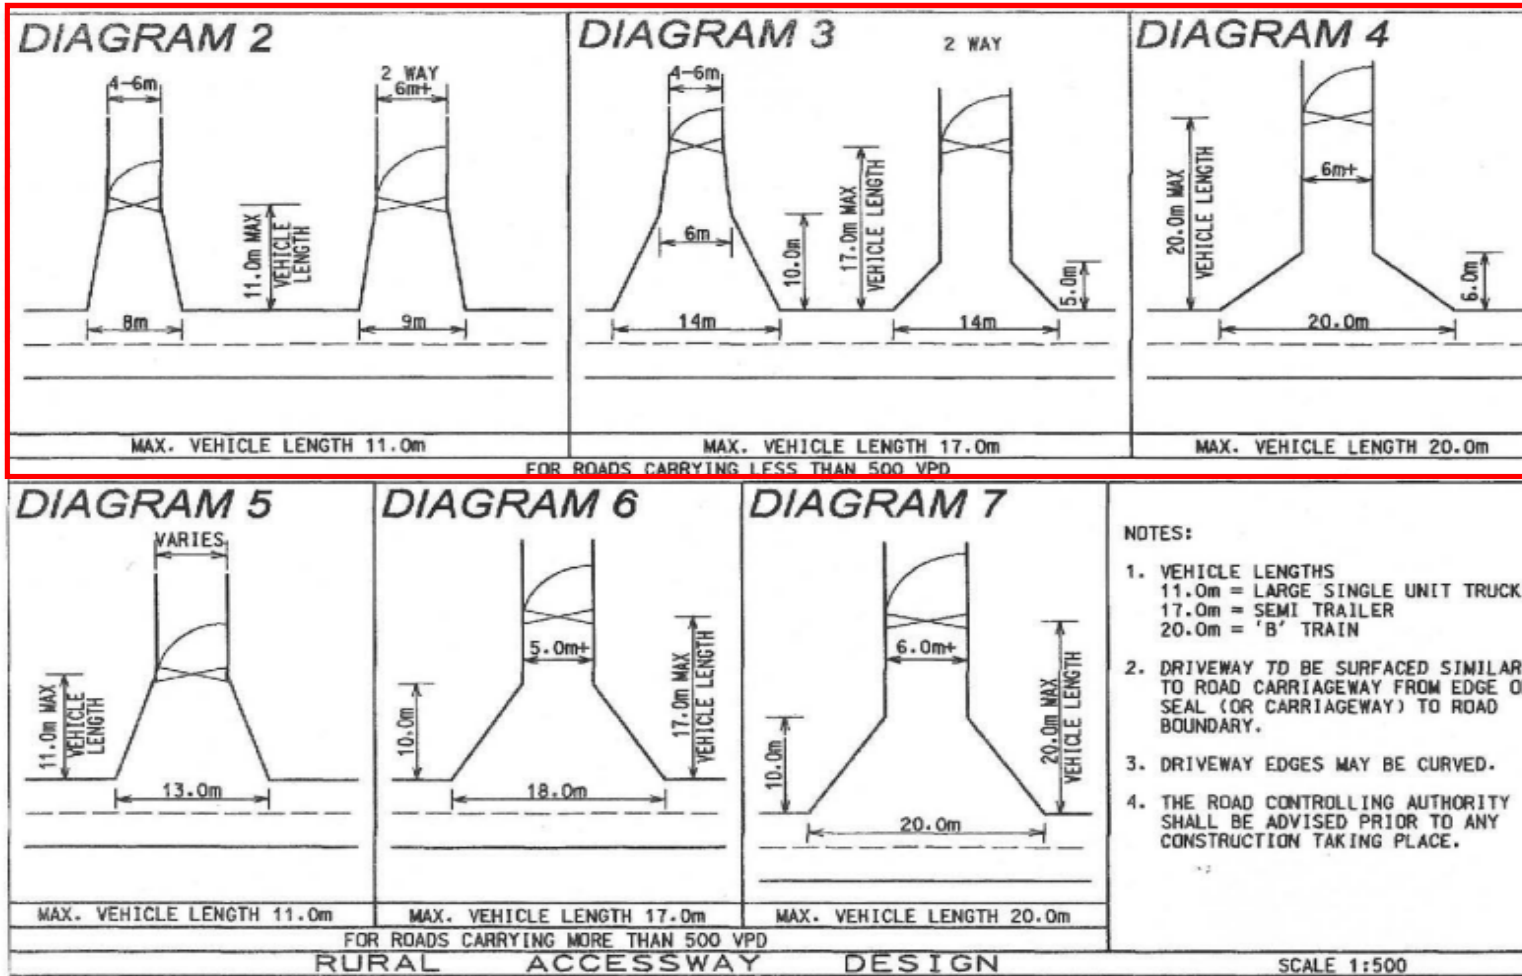 DIAGRAM 2
4-6m
2 WAY
6m+
11.0m MAX
VEHICLE
LENGTH
8m
9m
MAX. VEHICLE LENGTH 11.0m
DIAGRAM 3
2 WAY
4-6m
6m
10.0m
17.0m MAX
VEHICLE LENGTH
5.0m
14m
14m
MAX. VEHICLE LENGTH 17.0m
DIAGRAM 4
20.0m MAX
VEHICLE LENGTH
6m+
6.0m
20.0m
MAX. VEHICLE LENGTH 20.0m
FOR ROADS CARRYING LESS THAN 500 VPD
DIAGRAM 5
VARIES
11.0m MAX
VEHICLE
LENGTH
13.0m
MAX. VEHICLE LENGTH 11.0m
DIAGRAM 6
5.0m+
10.0m
17.0m MAX
VEHICLE LENGTH
18.0m
MAX. VEHICLE LENGTH 17.0m
DIAGRAM 7
6.0m+
10.0m
20.0m MAX
VEHICLE LENGTH
20.0m
MAX. VEHICLE LENGTH 20.0m
FOR ROADS CARRYING MORE THAN 500 VPD
NOTES:
1. VEHICLE LENGTHS
11.0m = LARGE SINGLE UNIT TRUCK
17.0m = SEMI TRAILER
20.0m = 'B' TRAIN
2. DRIVEWAY TO BE SURFACED SIMILAR
TO ROAD CARRIAGEWAY FROM EDGE O
SEAL (OR CARRIAGEWAY) TO ROAD
BOUNDARY.
3. DRIVEWAY EDGES MAY BE CURVED.
4. THE ROAD CONTROLLING AUTHORITY
SHALL BE ADVISED PRIOR TO ANY
CONSTRUCTION TAKING PLACE.
RURAL ACCESSWAY DESIGN
SCALE 1:500